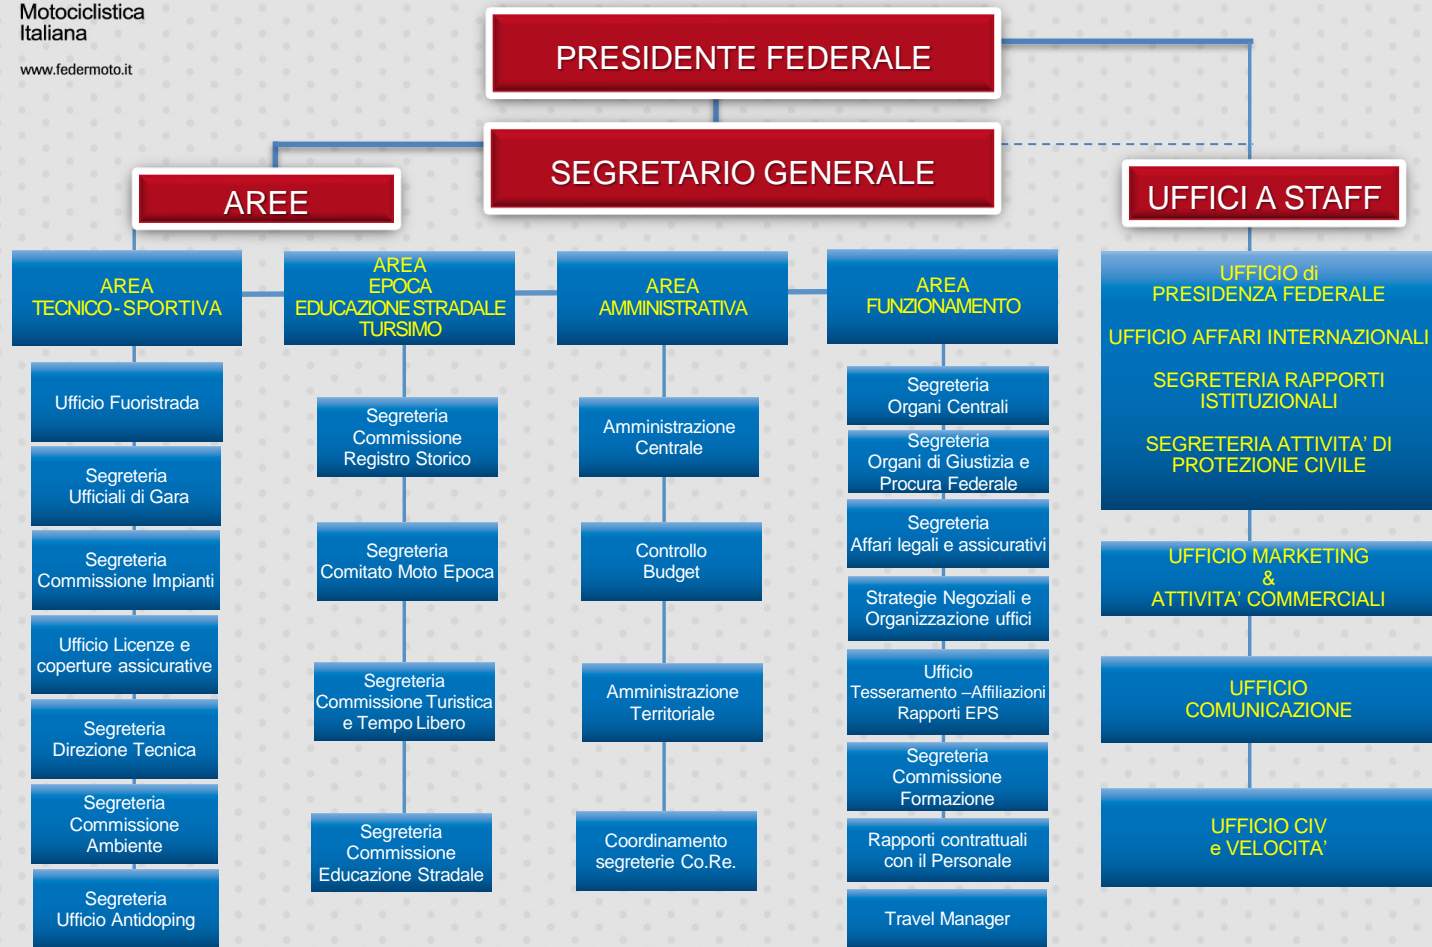 Motociclistica
Italiana
www.federmoto.it
PRESIDENTE FEDERALE
SEGRETARIO GENERALE
AREE
UFFICI A STAFF
AREA
TECNICO - SPORTIVA
Ufficio Fuoristrada
Segreteria
Ufficiali di Gara
Segreteria
Commissione Impianti
Ufficio Licenze e
coperture assicurative
Segreteria
Direzione Tecnica
Segreteria
Commissione
Ambiente
Segreteria
Ufficio Antidoping
AREA
EPOCA
EDUCAZIONE STRADALE
TURSIMO
Segreteria
Commissione
Registro Storico
Segreteria
Comitato Moto Epoca
Segreteria
Commissione Turistica
e Tempo Libero
Segreteria
Commissione
Educazione Stradale
AREA
AMMINISTRATIVA
Amministrazione
Centrale
Controllo
Budget
Amministrazione
Territoriale
Coordinamento
segreterie Co.Re.
AREA
FUNZIONAMENTO
Segreteria
Organi Centrali
Segreteria
Organi di Giustizia e
Procura Federale
Segreteria
Affari legali e assicurativi
Strategie Negoziali e
Organizzazione uffici
Ufficio
Tesseramento –Affiliazioni
Rapporti EPS
Segreteria
Commissione
Formazione
Rapporti contrattuali
con il Personale
Travel Manager
UFFICIO di
PRESIDENZA FEDERALE
UFFICIO AFFARI INTERNAZIONALI
SEGRETERIA RAPPORTI
ISTITUZIONALI
SEGRETERIA ATTIVITA’ DI
PROTEZIONE CIVILE
UFFICIO MARKETING
&
ATTIVITA’ COMMERCIALI
UFFICIO
COMUNICAZIONE
UFFICIO CIV
e VELOCITA’